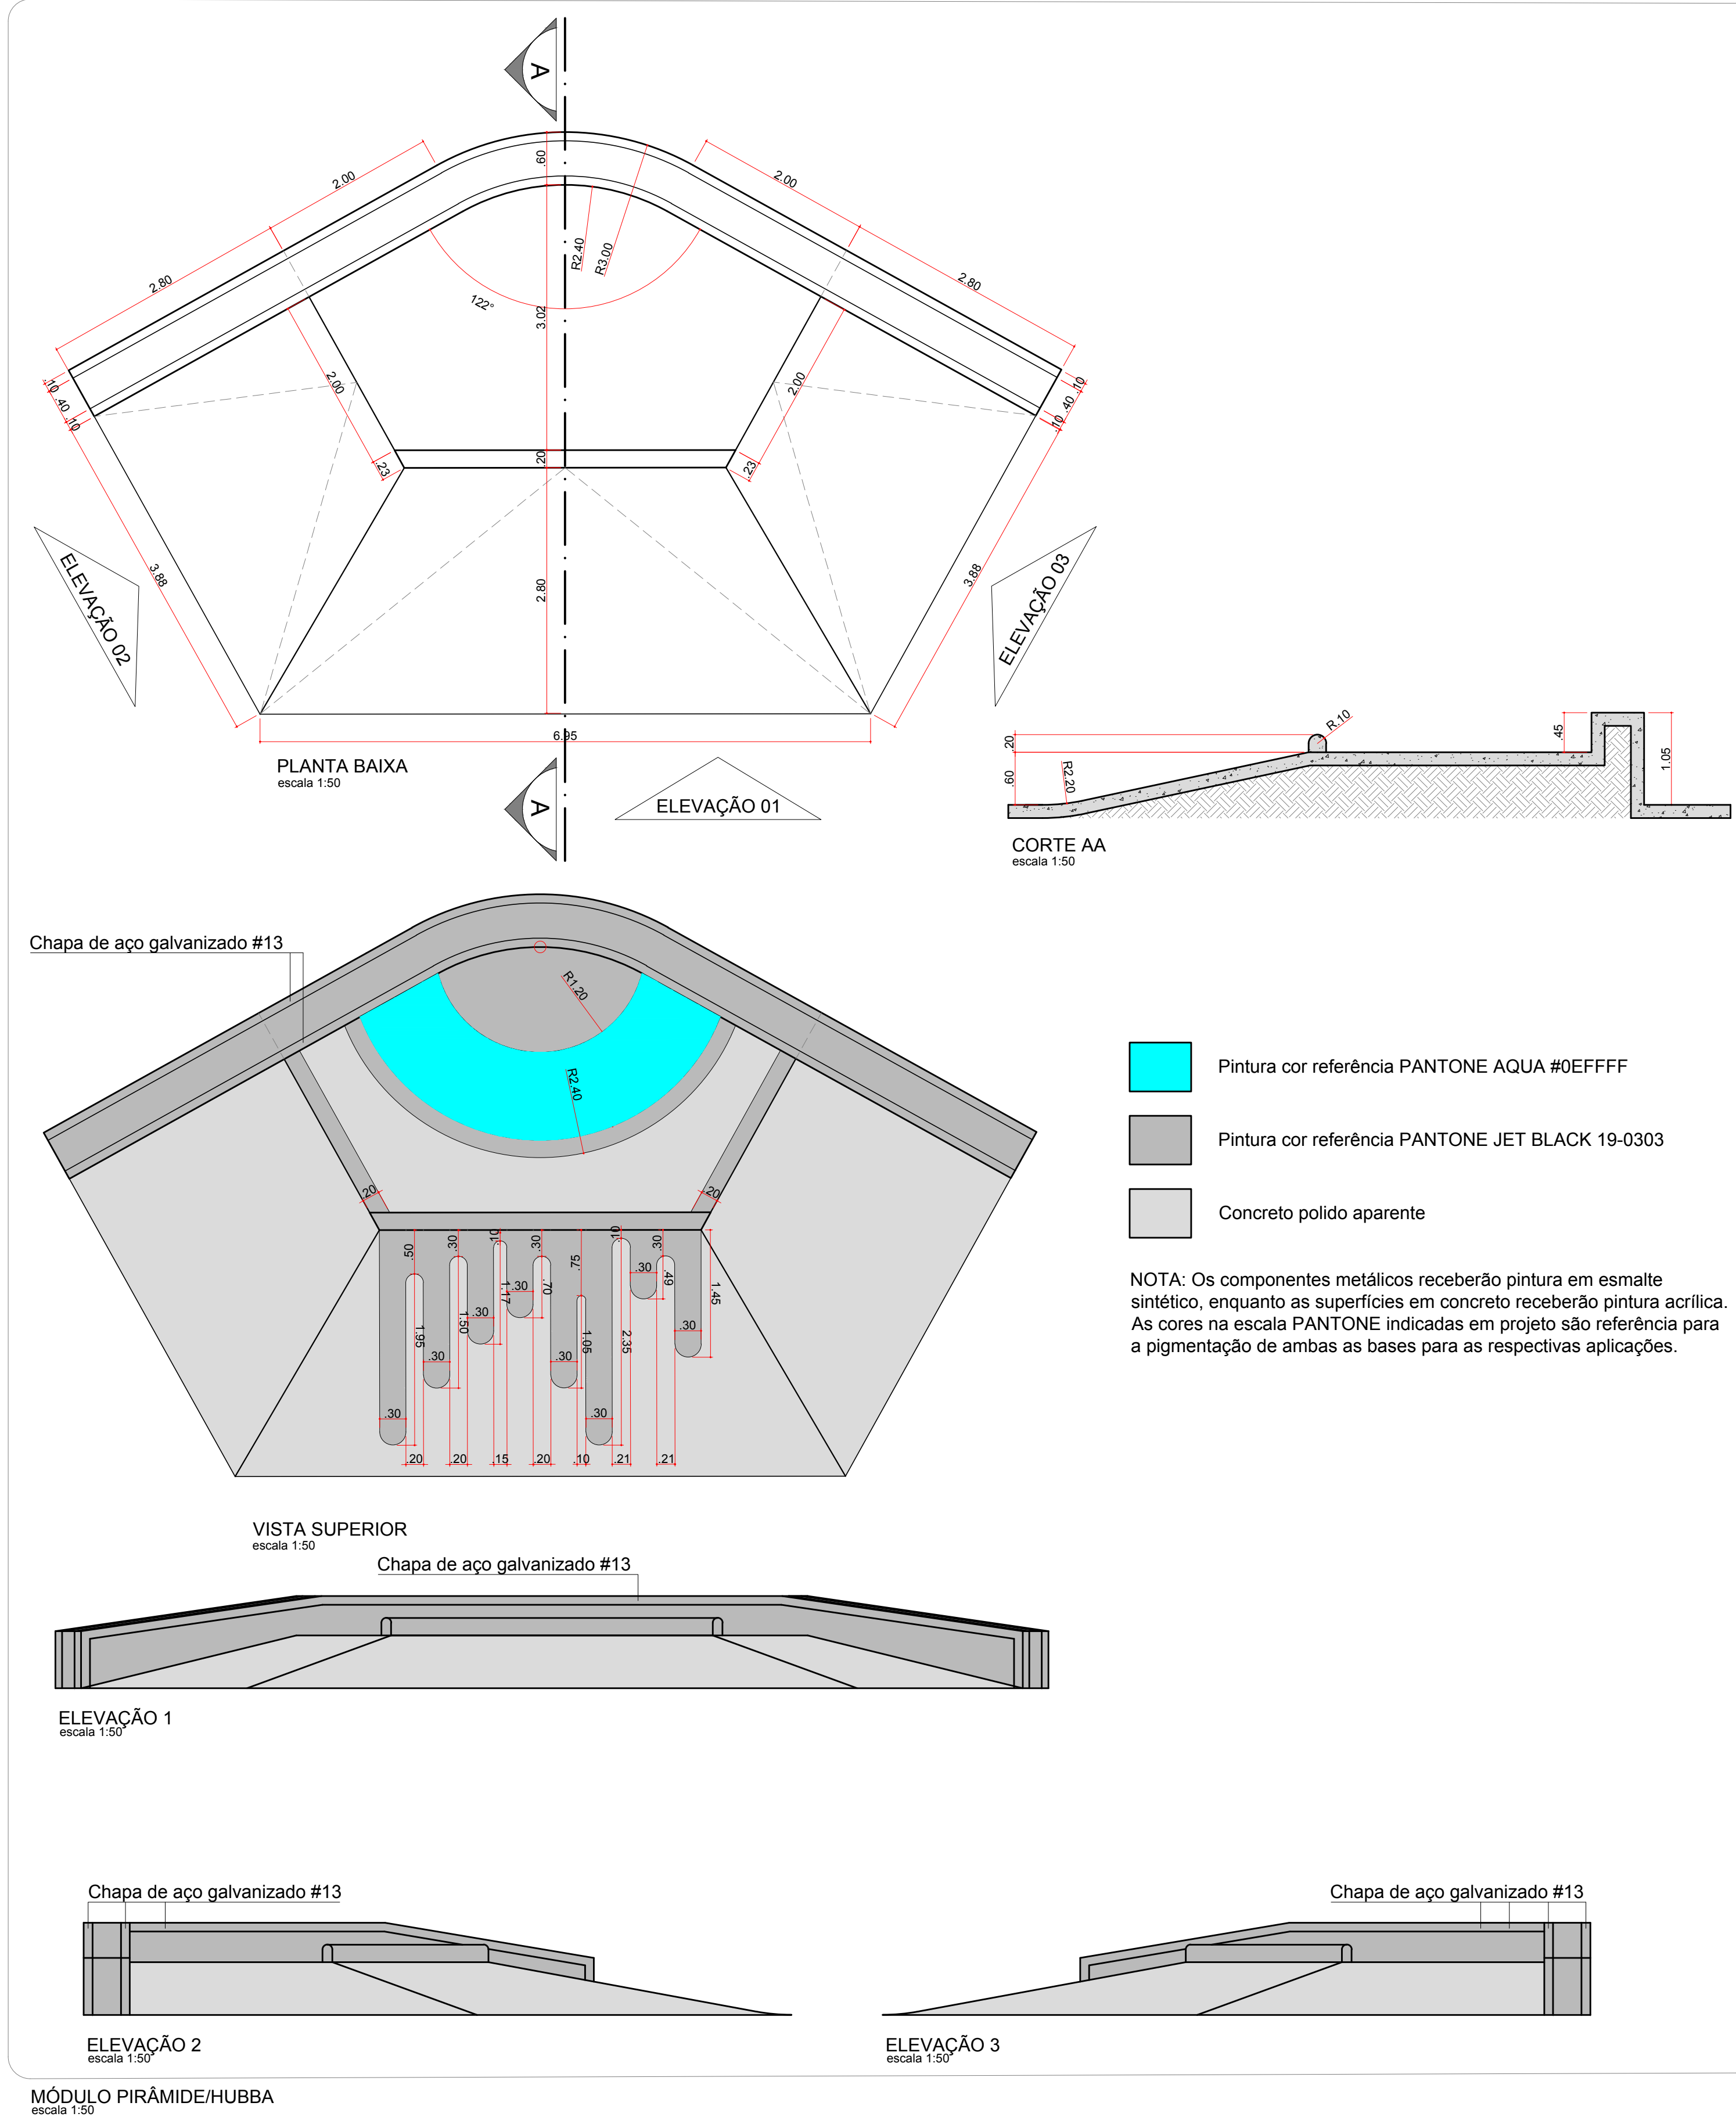 A
.60
2.00
2.00
R2.40
R3.00
2.80
2.80
122°
3.02
.10
.40
.10
2.00
2.00
.10
.40
.10
.20
.23
.23
ELEVAÇÃO 02
3.88
2.80
3.88
ELEVAÇÃO 03
6.95
PLANTA BAIXA
escala 1:50
A
ELEVAÇÃO 01
.20
.60
R2.20
R.10
.45
1.05
CORTE AA
escala 1:50
Chapa de aço galvanizado #13
R1.20
R2.40
.20
.20
.50
.30
.10
.30
.75
.10
.30
1.95
1.50
1.17
.70
1.05
2.35
.49
1.45
.30
.30
.30
.30
.30
.30
.30
.30
.20
.20
.15
.20
.10
.21
.21
VISTA SUPERIOR
escala 1:50
Pintura cor referência PANTONE AQUA #0EFFFF
Pintura cor referência PANTONE JET BLACK 19-0303
Concreto polido aparente
NOTA: Os componentes metálicos receberão pintura em esmalte
sintético, enquanto as superfícies em concreto receberão pintura acrílica.
As cores na escala PANTONE indicadas em projeto são referência para
a pigmentação de ambas as bases para as respectivas aplicações.
Chapa de aço galvanizado #13
ELEVAÇÃO 1
escala 1:50
Chapa de aço galvanizado #13
ELEVAÇÃO 2
escala 1:50
Chapa de aço galvanizado #13
ELEVAÇÃO 3
escala 1:50
MÓDULO PIRÂMIDE/HUBBA
escala 1:50